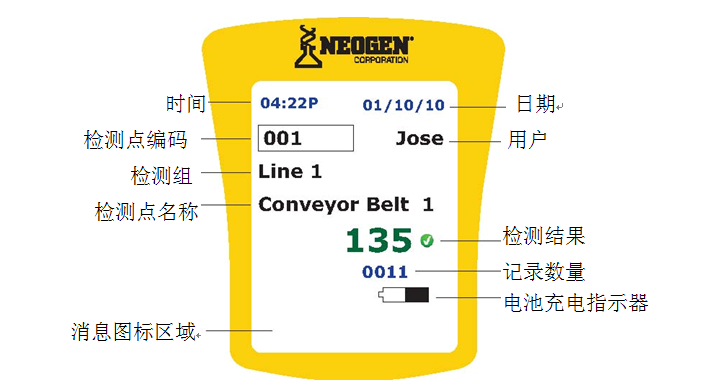 NEOGEN®
CORPORATION
时间 04:22P 01/10/10 日期
检测点编码 001 Jose 用户
检测组 Line 1
检测点名称 Conveyor Belt 1
135 检测结果
0011 记录数量
电池充电指示器
消息图标区域